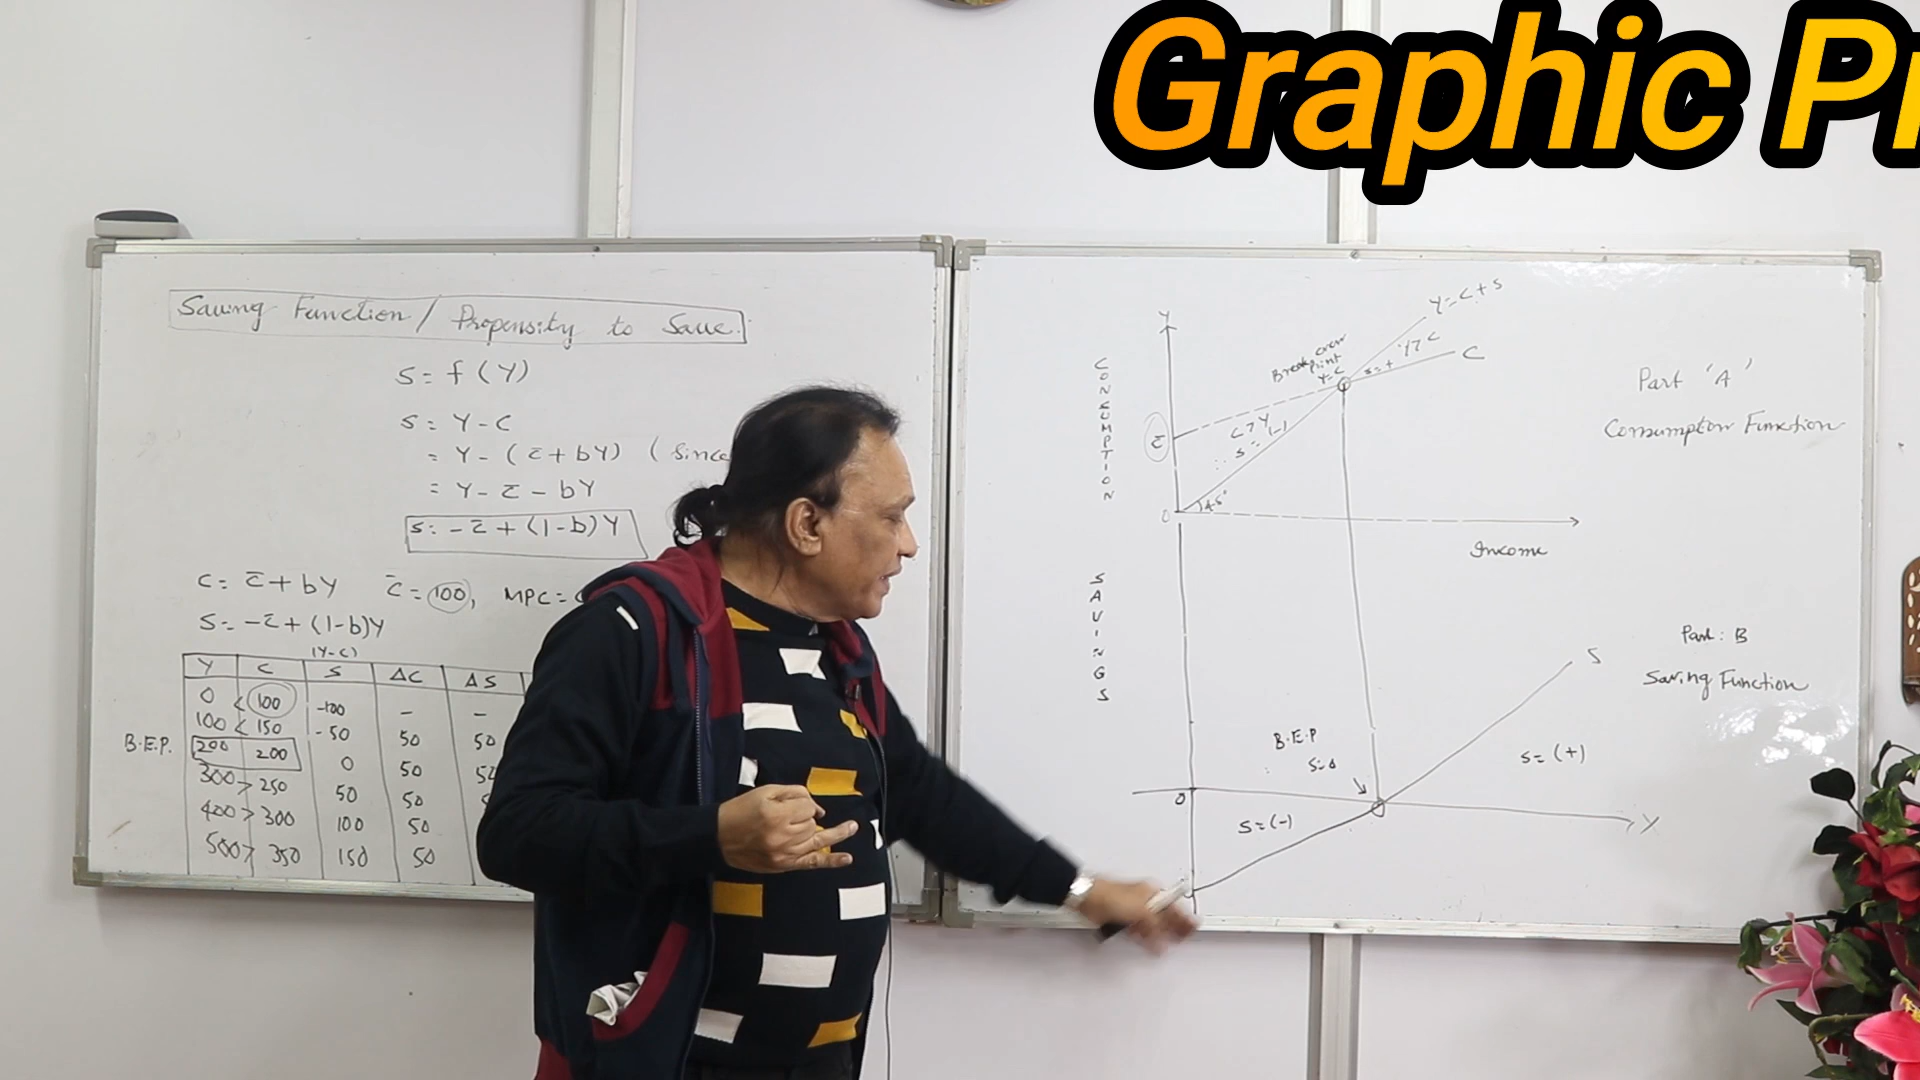 Graphic Pr
Saving Function / Propensity to Save.
S = f (Y)
S = Y - C
= Y - (c̄ + bY) (Since
= Y - c̄ - bY
S = - c̄ + (1-b)Y
C = c̄ + bY c̄ = 100, MPC =
S = - c̄ + (1-b)Y
(Y-C)
Y C S ΔC ΔS
0 < 100 -100 - -
100 < 150 -50 50 50
B.E.P. 200 200 0 50
300 > 250 50 50
400 > 300 100 50
500 > 350 150 50
Y
CONSUMPTION
Y = C + S
Break even
Point
Y = C
S = + Y > C
C
c̄
C > Y
∴ S = (-)
45°
0
Income
Part 'A'
Consumption Function
SAVINGS
Part : B
Saving Function
S
B.E.P
S=0
S = (+)
0
S = (-)
Y